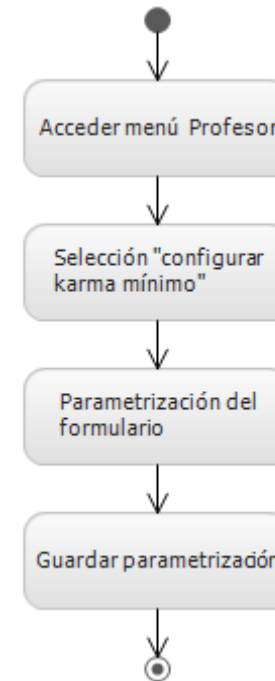 Acceder menú Profesor
Selección "configurar
karma mínimo"
Parametrización del
formulario
Guardar parametrización